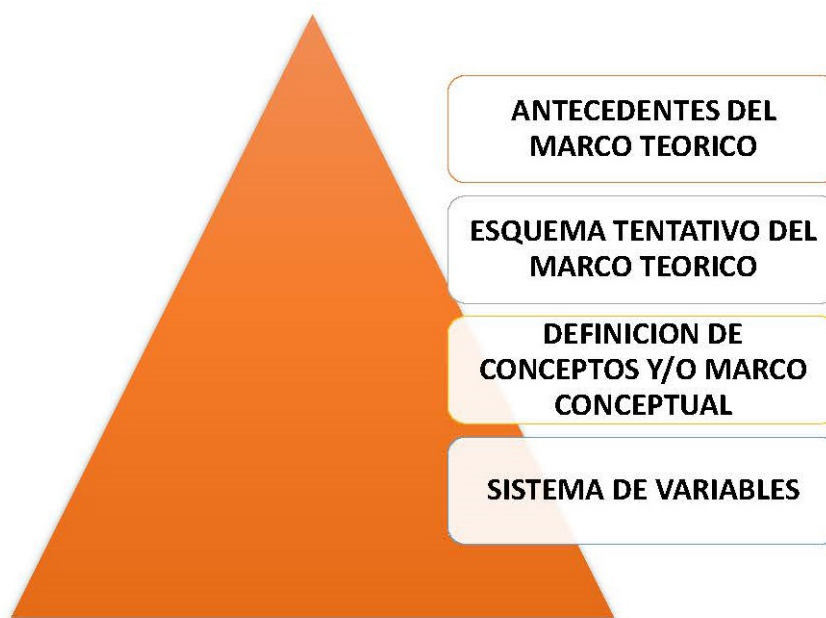 ANTECEDENTES DEL
MARCO TEORICO
ESQUEMA TENTATIVO DEL
MARCO TEORICO
DEFINICION DE
CONCEPTOS Y/O MARCO
CONCEPTUAL
SISTEMA DE VARIABLES